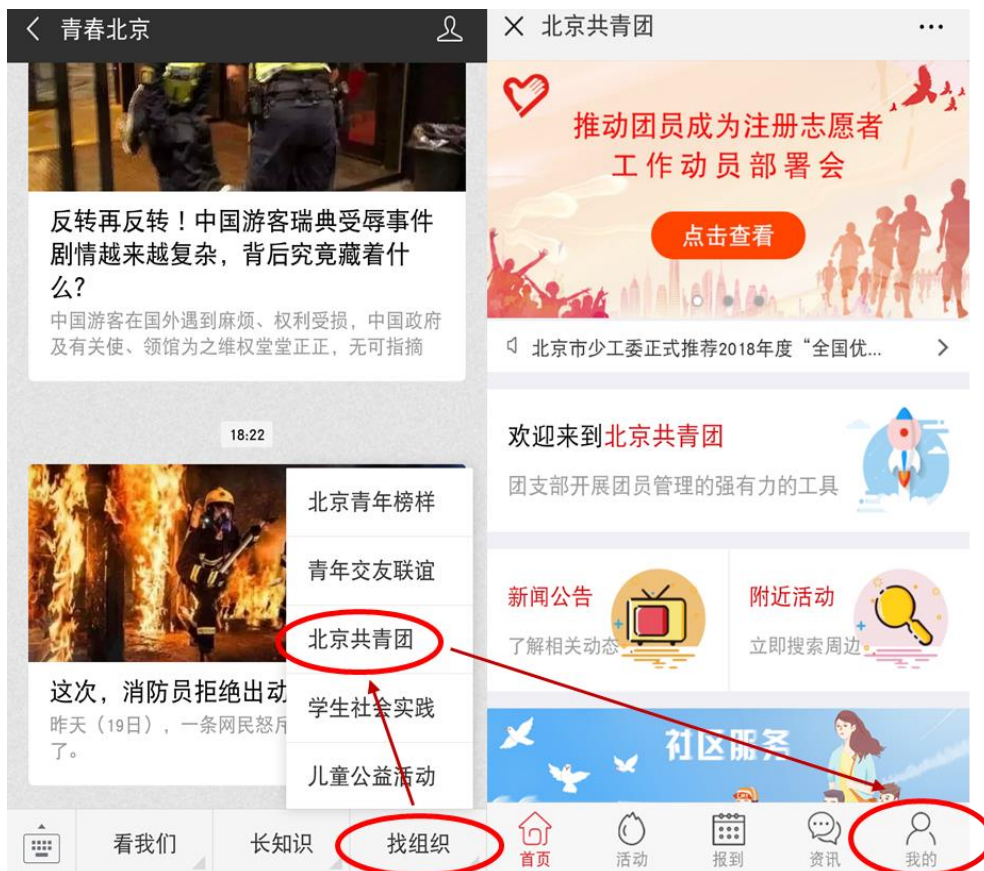 青春北京
反转再反转！中国游客瑞典受辱事件
剧情越来越复杂，背后究竟藏着什
么?
中国游客在国外遇到麻烦、权利受损，中国政府
及有关使、领馆为之维权堂堂正正，无可指摘
18:22
这次，消防员拒绝出动
昨天（19日），一条网民怒斥
了。
北京青年榜样
青年交友联谊
北京共青团
学生社会实践
儿童公益活动
看我们
长知识
找组织
北京共青团
推动团员成为注册志愿者
工作动员部署会
点击查看
北京市少工委正式推荐2018年度“全国优...
欢迎来到北京共青团
团支部开展团员管理的强有力的工具
新闻公告
了解相关动态
附近活动
立即搜索周边
社区服务
首页
活动
报到
资讯
我的